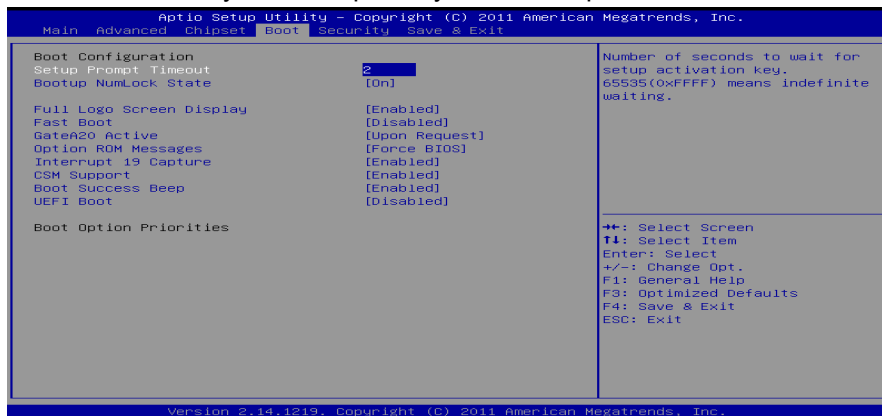 Aptio Setup Utility – Copyright (C) 2011 American Megatrends, Inc.
Main Advanced Chipset Boot Security Save & Exit
Boot Configuration
Setup Prompt Timeout 2
Bootup NumLock State [On]
Full Logo Screen Display [Enabled]
Fast Boot [Disabled]
GateA20 Active [Upon Request]
Option ROM Messages [Force BIOS]
Interrupt 19 Capture [Enabled]
CSM Support [Enabled]
Boot Success Beep [Enabled]
UEFI Boot [Disabled]
Boot Option Priorities
Number of seconds to wait for
setup activation key.
65535(0xFFFF) means indefinite
waiting.
→←: Select Screen
↑↓: Select Item
Enter: Select
+/-: Change Opt.
F1: General Help
F3: Optimized Defaults
F4: Save & Exit
ESC: Exit
Version 2.14.1219. Copyright (C) 2011 American Megatrends, Inc.